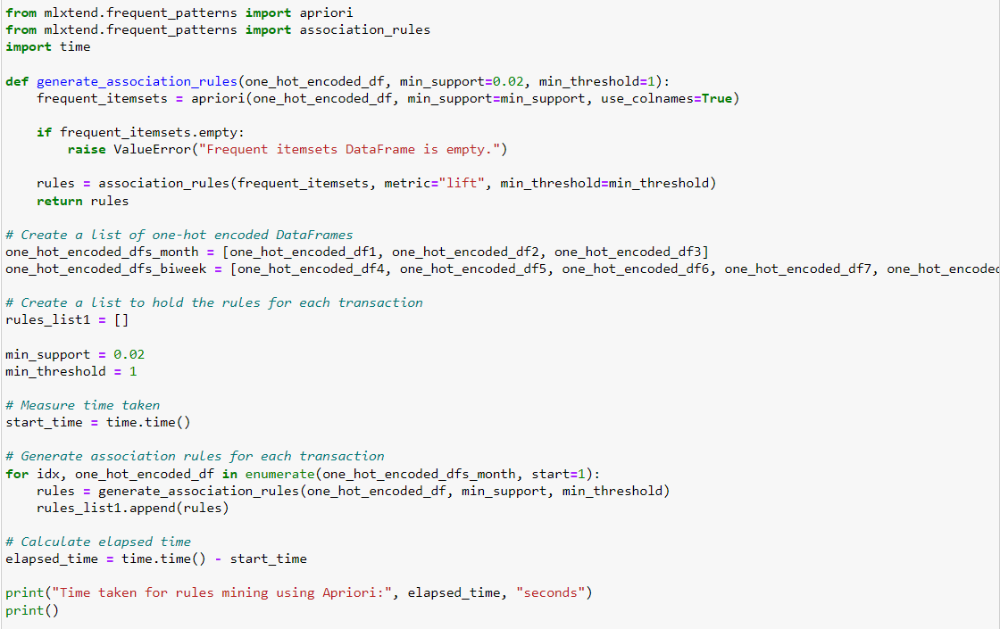 from mlxtend.frequent_patterns import apriori
from mlxtend.frequent_patterns import association_rules
import time

def generate_association_rules(one_hot_encoded_df, min_support=0.02, min_threshold=1):
    frequent_itemsets = apriori(one_hot_encoded_df, min_support=min_support, use_colnames=True)

    if frequent_itemsets.empty:
        raise ValueError("Frequent itemsets DataFrame is empty.")

    rules = association_rules(frequent_itemsets, metric="lift", min_threshold=min_threshold)
    return rules

# Create a list of one-hot encoded DataFrames
one_hot_encoded_dfs_month = [one_hot_encoded_df1, one_hot_encoded_df2, one_hot_encoded_df3]
one_hot_encoded_dfs_biweek = [one_hot_encoded_df4, one_hot_encoded_df5, one_hot_encoded_df6, one_hot_encoded_df7, one_hot_encoded

# Create a list to hold the rules for each transaction
rules_list1 = []

min_support = 0.02
min_threshold = 1

# Measure time taken
start_time = time.time()

# Generate association rules for each transaction
for idx, one_hot_encoded_df in enumerate(one_hot_encoded_dfs_month, start=1):
    rules = generate_association_rules(one_hot_encoded_df, min_support, min_threshold)
    rules_list1.append(rules)

# Calculate elapsed time
elapsed_time = time.time() - start_time

print("Time taken for rules mining using Apriori:", elapsed_time, "seconds")
print()